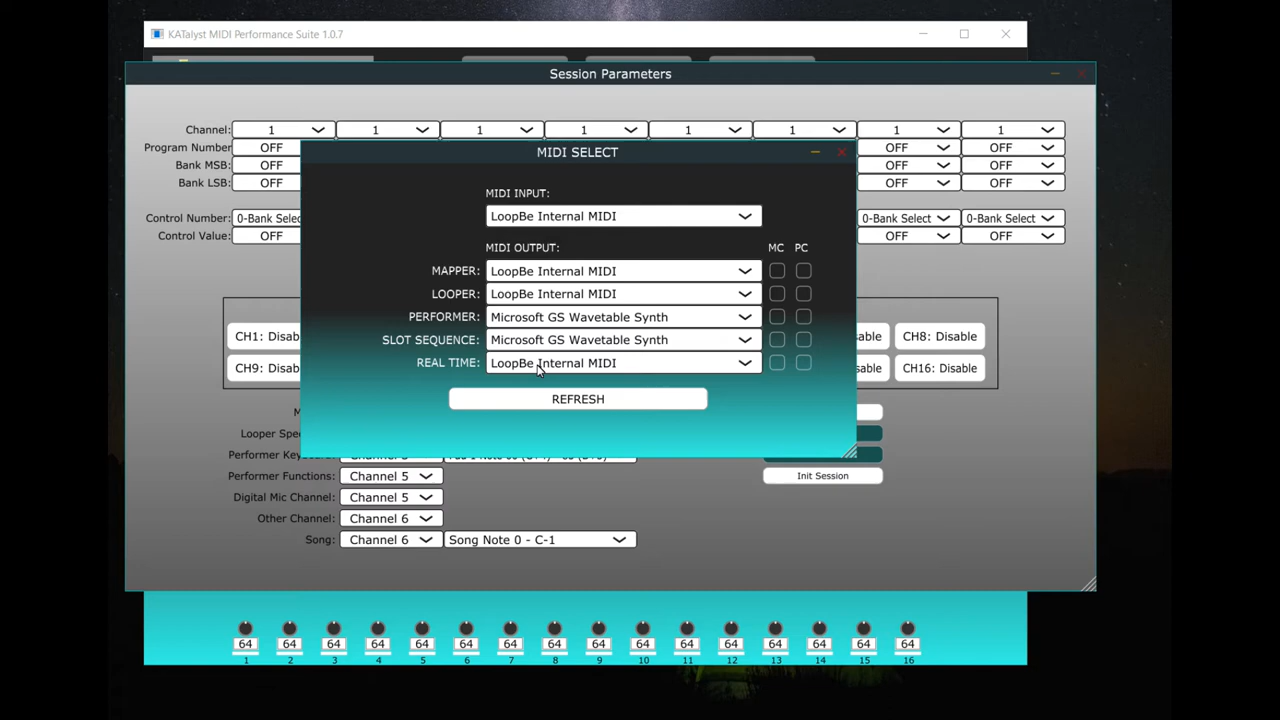 KATalyst MIDI Performance Suite 1.0.7
Session Parameters
Channel: 1 1 1 1 1 1 1 1
Program Number OFF OFF OFF
Bank MSB: OFF OFF OFF
Bank LSB: OFF OFF OFF
Control Number: 0-Bank Select 0-Bank Select 0-Bank Select
Control Value: OFF OFF OFF
MIDI SELECT
MIDI INPUT:
LoopBe Internal MIDI
MIDI OUTPUT: MC PC
MAPPER: LoopBe Internal MIDI
LOOPER: LoopBe Internal MIDI
PERFORMER: Microsoft GS Wavetable Synth
SLOT SEQUENCE: Microsoft GS Wavetable Synth
REAL TIME: LoopBe Internal MIDI
REFRESH
CH1: Disab able CH8: Disable
CH9: Disab able CH16: Disable
M
Looper Spee
Performer Keyb
Performer Functions: Channel 5 Init Session
Digital Mic Channel: Channel 5
Other Channel: Channel 6
Song: Channel 6 Song Note 0 - C-1
64 64 64 64 64 64 64 64 64 64 64 64 64 64 64 64
1 2 3 4 5 6 7 8 9 10 11 12 13 14 15 16